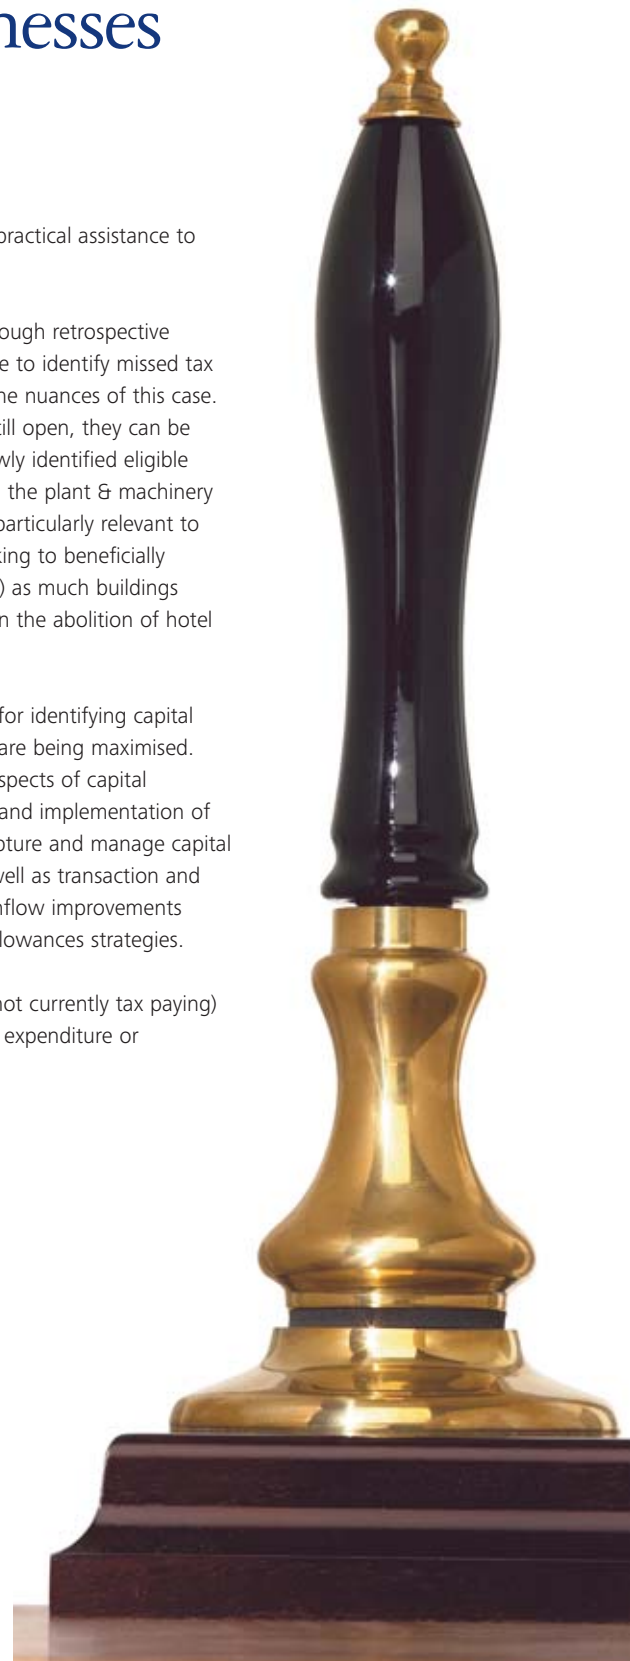 nesses
practical assistance to
ough retrospective
e to identify missed tax
he nuances of this case.
till open, they can be
wly identified eligible
the plant & machinery
particularly relevant to
king to beneficially
) as much buildings
n the abolition of hotel
for identifying capital
are being maximised.
spects of capital
and implementation of
pture and manage capital
well as transaction and
hflow improvements
lowances strategies.
not currently tax paying)
expenditure or